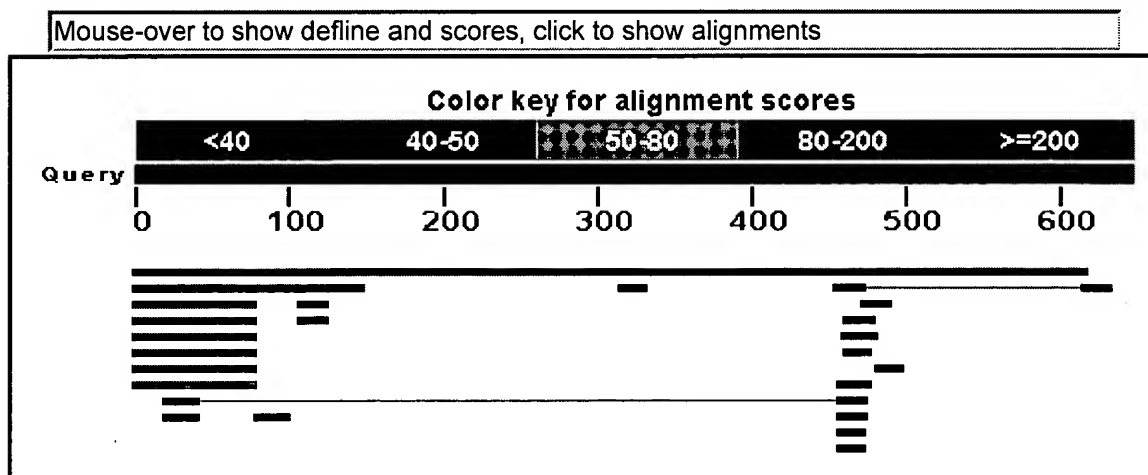 Mouse-over to show defline and scores, click to show alignments
Color key for alignment scores
<40 40-50 50-80 80-200 >=200
Query
0 100 200 300 400 500 600